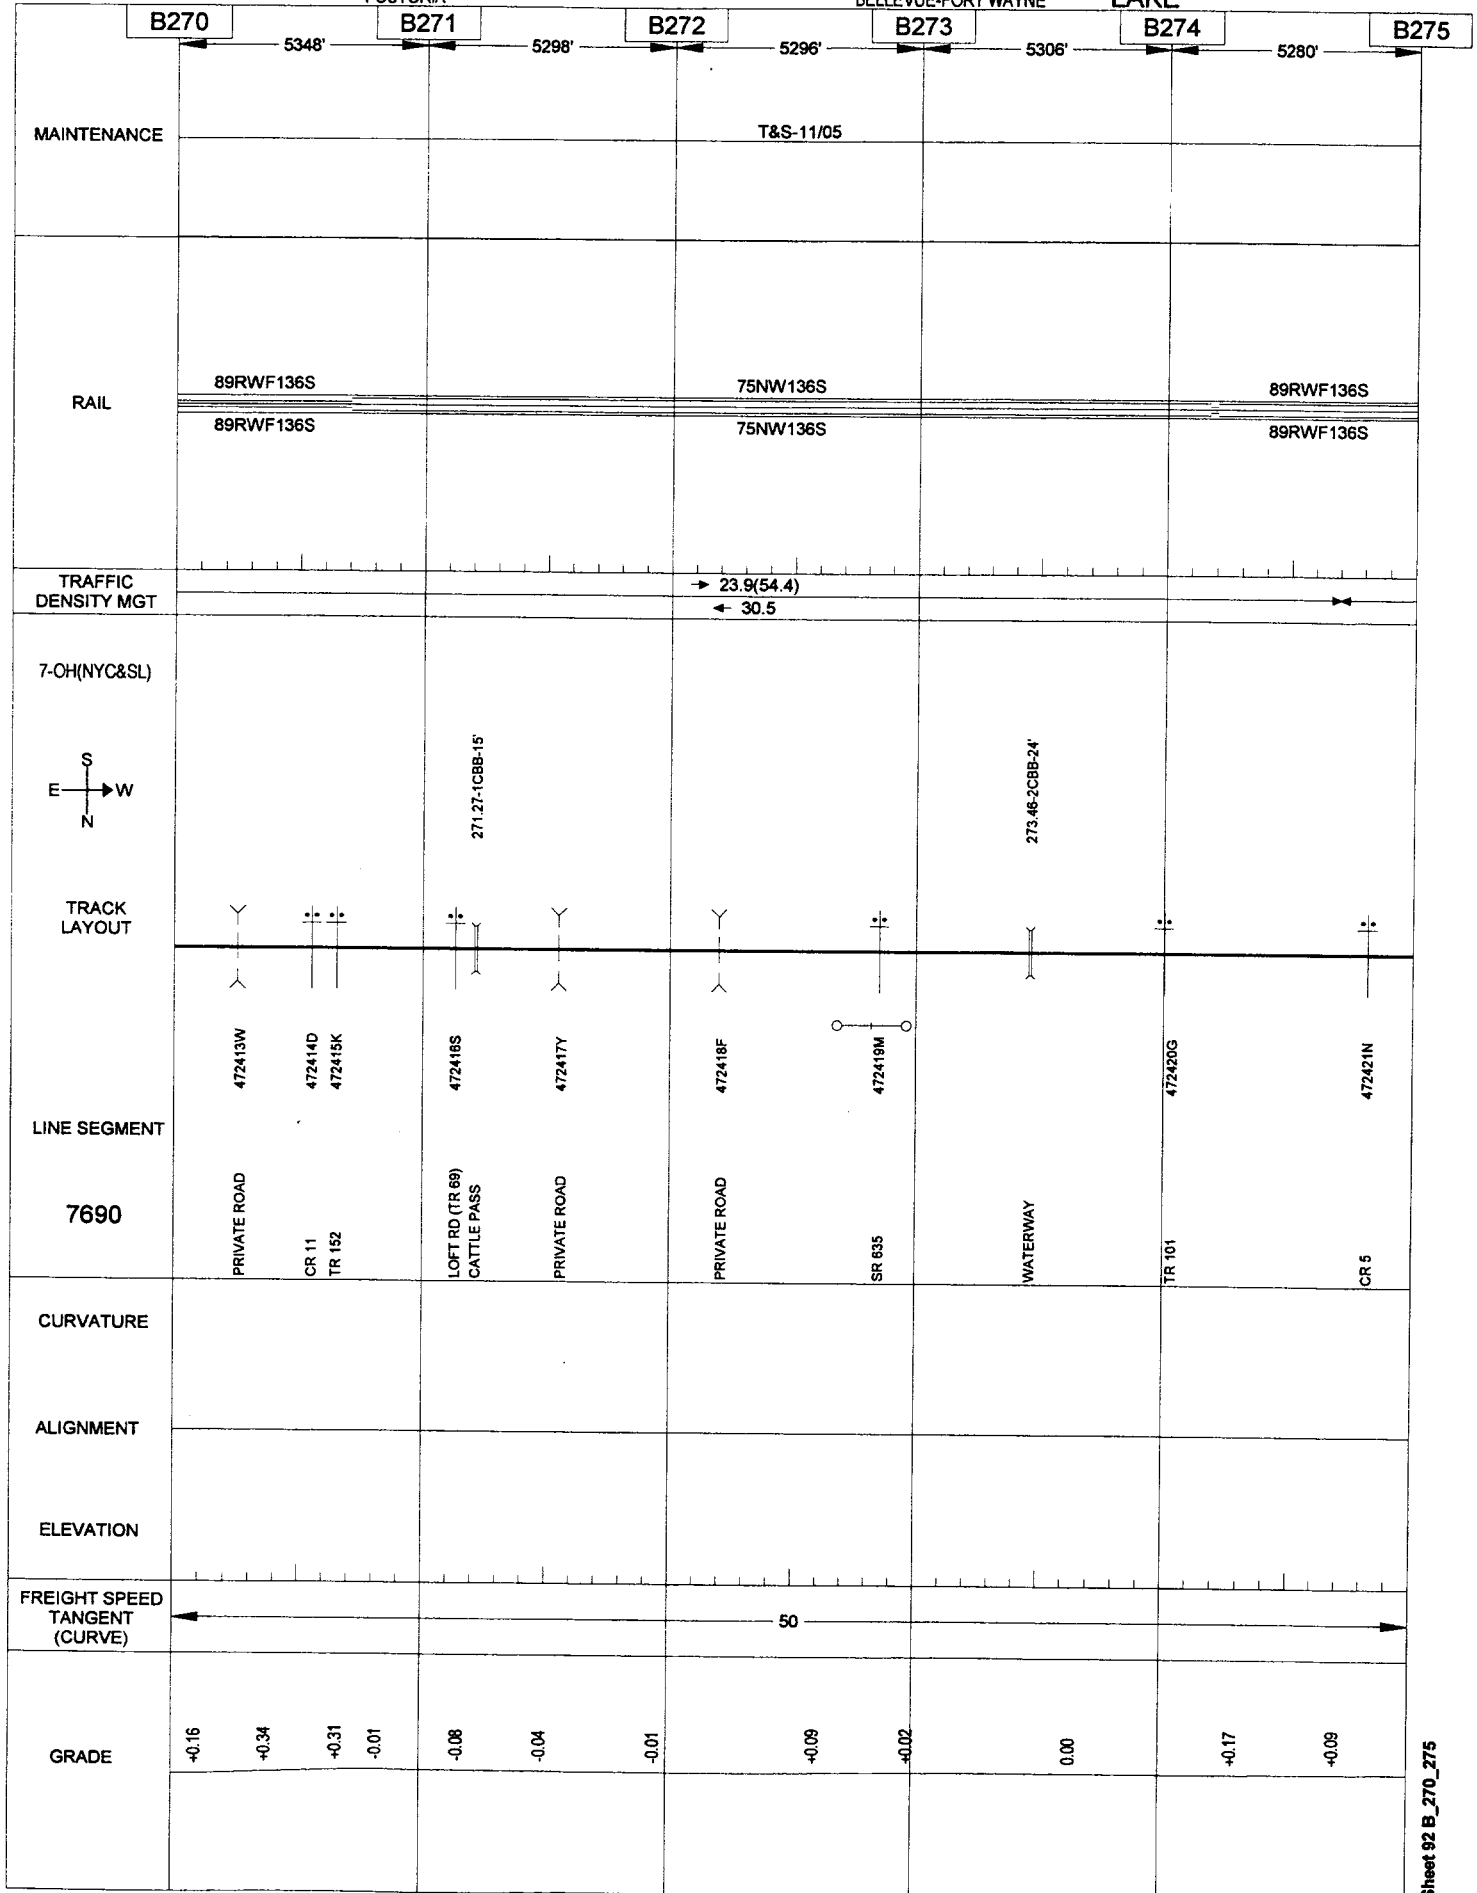 BELLEVUE-FORT WAYNE LAKE
B270 B271 B272 B273 B274 B275
5348' 5298' 5296' 5306' 5280'
MAINTENANCE
T&S-11/05
RAIL
89RWF136S 75NW136S 89RWF136S
89RWF136S 75NW136S 89RWF136S
TRAFFIC
DENSITY MGT
23.9(54.4)
30.5
7-OH(NYC&SL)
S
E W
N
271.27-1CBB-15'
273.46-2CBB-24'
TRACK
LAYOUT
472413W
472414D
472415K
472416S
472417Y
472418F
472419M
472420G
472421N
LINE SEGMENT
7690
PRIVATE ROAD
CR 11
TR 152
LOFT RD (TR 69)
CATTLE PASS
PRIVATE ROAD
PRIVATE ROAD
SR 635
WATERWAY
TR 101
CR 5
CURVATURE
ALIGNMENT
ELEVATION
FREIGHT SPEED
TANGENT
(CURVE)
50
GRADE
+0.16
+0.34
+0.31
-0.01
-0.08
-0.04
-0.01
+0.09
+0.02
0.00
+0.17
+0.09
Sheet 92 B_270_275